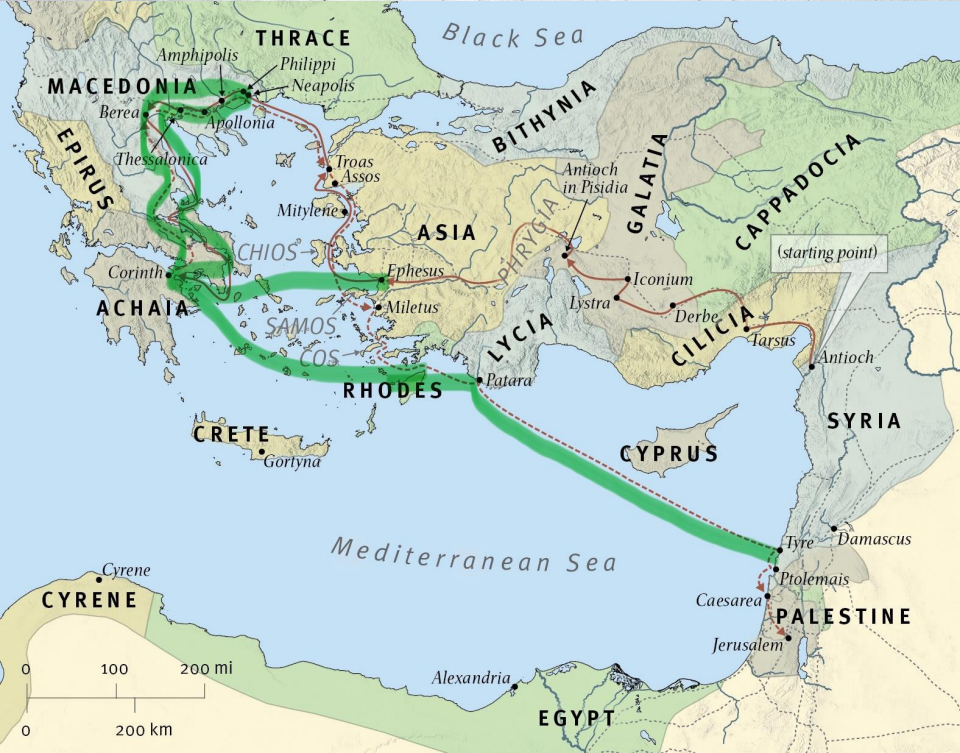 Black Sea
THRACE
Amphipolis
Philippi
MACEDONIA
Neapolis
Berea
Apollonia
BITHYNIA
EPIRUS
Thessalonica
Troas
Assos
Antioch
in Pisidia
GALATIA
CAPPADOCIA
Mitylene
ASIA
PHRYGIA
CHIOS
(starting point)
Corinth
Ephesus
Iconium
ACHAIA
Miletus
Lystra
Derbe
SAMOS
LYCIA
CILICIA
Tarsus
COS
Antioch
RHODES
Patara
SYRIA
CRETE
CYPRUS
Gortyna
Mediterranean Sea
Tyre
Damascus
Cyrene
Ptolemais
CYRENE
Caesarea
PALESTINE
Jerusalem
0 100 200 mi
Alexandria
0 200 km
EGYPT